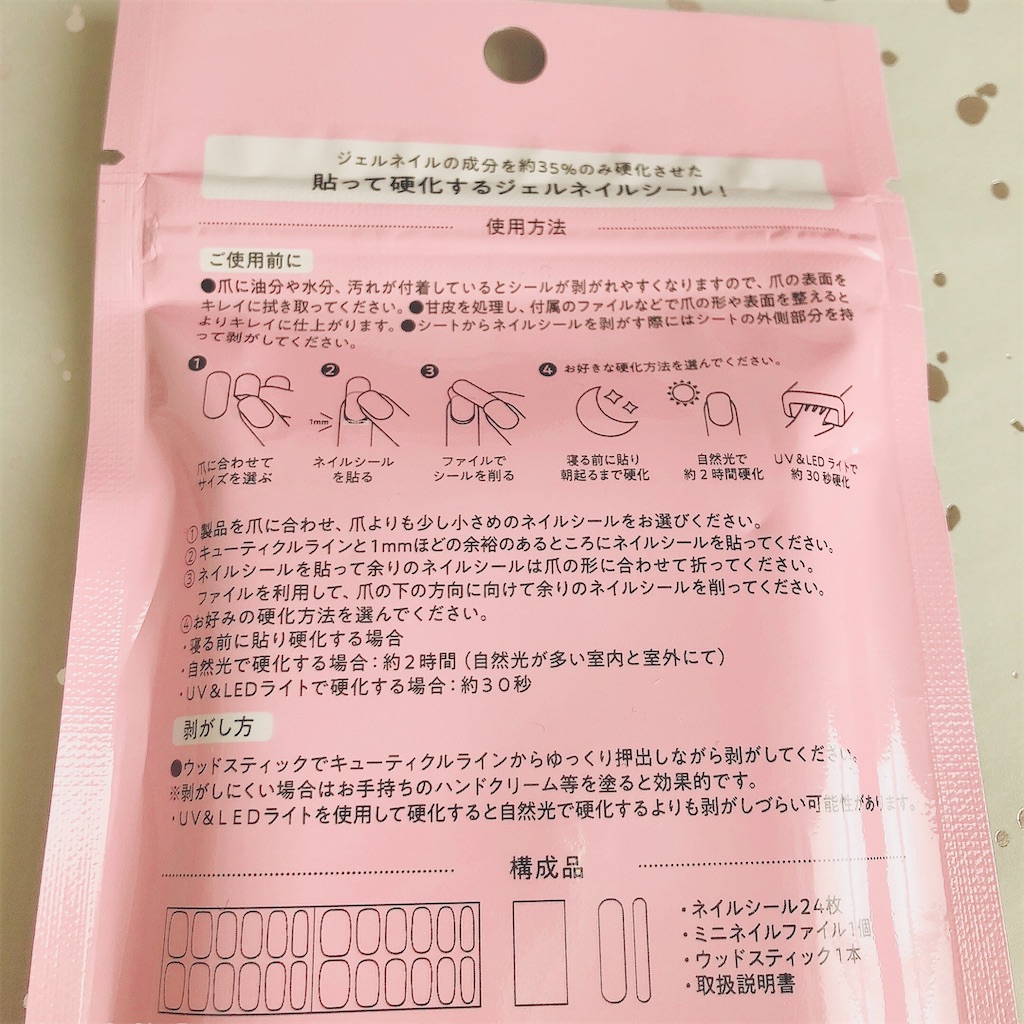 ジェルネイルの成分を約35%のみ硬化させた
貼って硬化するジェルネイルシール！
使用方法
ご使用前に
●爪に油分や水分、汚れが付着しているとシールが剥がれやすくなりますので、爪の表面を
キレイに拭き取ってください。●甘皮を処理し、付属のファイルなどで爪の形や表面を整えると
よりキレイに仕上がります。●シートからネイルシールを剥がす際にはシートの外側部分を持
って剥がしてください。
1
2
3
4 お好きな硬化方法を選んでください。
1mm
爪に合わせて
サイズを選ぶ
ネイルシール
を貼る
ファイルで
シールを削る
寝る前に貼り
朝起るまで硬化
自然光で
約2時間硬化
UV&LEDライトで
約30秒硬化
①製品を爪に合わせ、爪よりも少し小さめのネイルシールをお選びください。
②キューティクルラインと1mmほどの余裕のあるところにネイルシールを貼ってください。
③ネイルシールを貼って余りのネイルシールは爪の形に合わせて折ってください。
ファイルを利用して、爪の下の方向に向けて余りのネイルシールを削ってください。
④お好みの硬化方法を選んでください。
・寝る前に貼り硬化する場合
・自然光で硬化する場合：約2時間（自然光が多い室内と室外にて）
・UV&LEDライトで硬化する場合：約30秒
剥がし方
●ウッドスティックでキューティクルラインからゆっくり押出しながら剥がしてください。
※剥がしにくい場合はお手持ちのハンドクリーム等を塗ると効果的です。
・UV&LEDライトを使用して硬化すると自然光で硬化するよりも剥がしづらい可能性があります。
構成品
・ネイルシール24枚
・ミニネイルファイル1個
・ウッドスティック1本
・取扱説明書